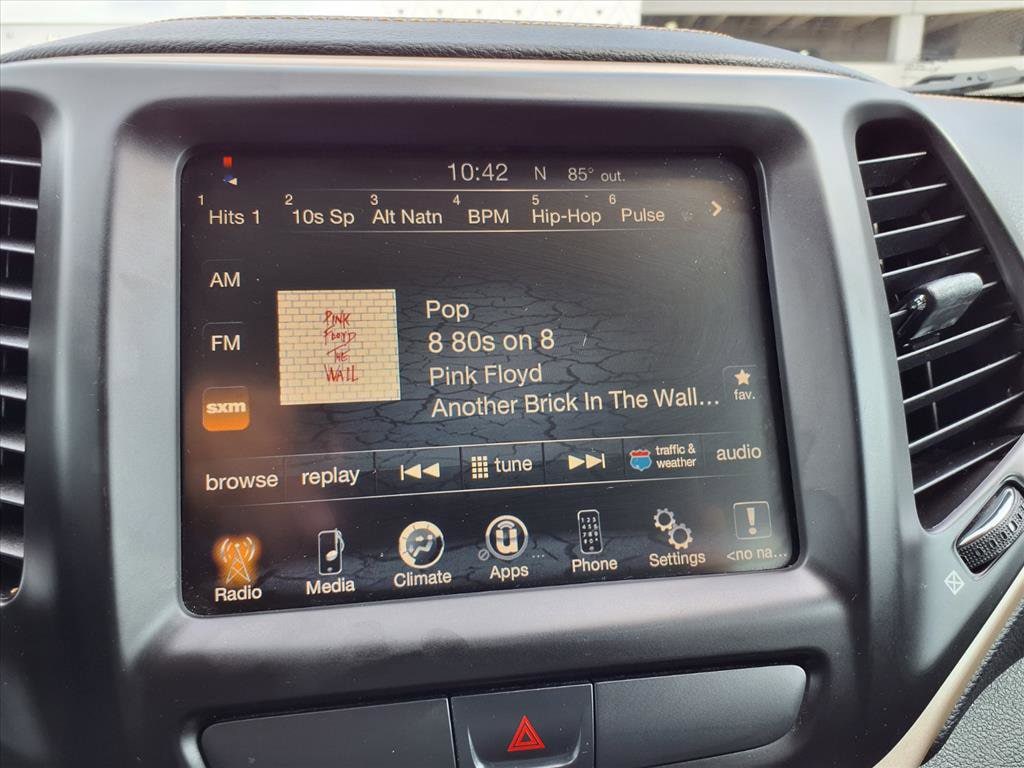 10:42 N 85° out.
1 Hits 1 2 10s Sp 3 Alt Natn 4 BPM 5 Hip-Hop 6 Pulse
AM
FM
sxm
PINK
FLOYD
THE
WALL
Pop
8 80s on 8
Pink Floyd
Another Brick In The Wall...
fav.
browse replay tune traffic & weather audio
Radio Media Climate Apps ... Phone Settings <no na...